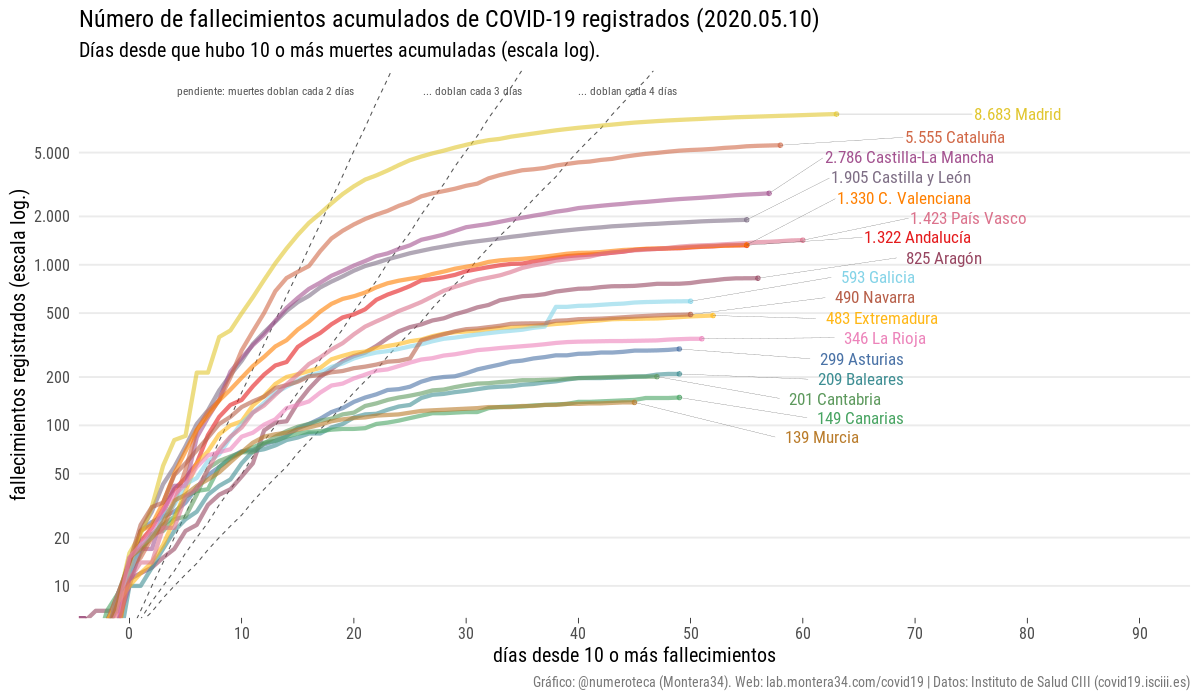 Número de fallecimientos acumulados de COVID-19 registrados (2020.05.10)
Días desde que hubo 10 o más muertes acumuladas (escala log).
pendiente: muertes doblan cada 2 días
... doblan cada 3 días
... doblan cada 4 días
fallecimientos registrados (escala log.)
5.000
2.000
1.000
500
200
100
50
20
10
8.683 Madrid
5.555 Cataluña
2.786 Castilla-La Mancha
1.905 Castilla y León
1.330 C. Valenciana
1.423 País Vasco
1.322 Andalucía
825 Aragón
593 Galicia
490 Navarra
483 Extremadura
346 La Rioja
299 Asturias
209 Baleares
201 Cantabria
149 Canarias
139 Murcia
0 10 20 30 40 50 60 70 80 90
días desde 10 o más fallecimientos
Gráfico: @numeroteca (Montera34). Web: lab.montera34.com/covid19 | Datos: Instituto de Salud CIII (covid19.isciii.es)